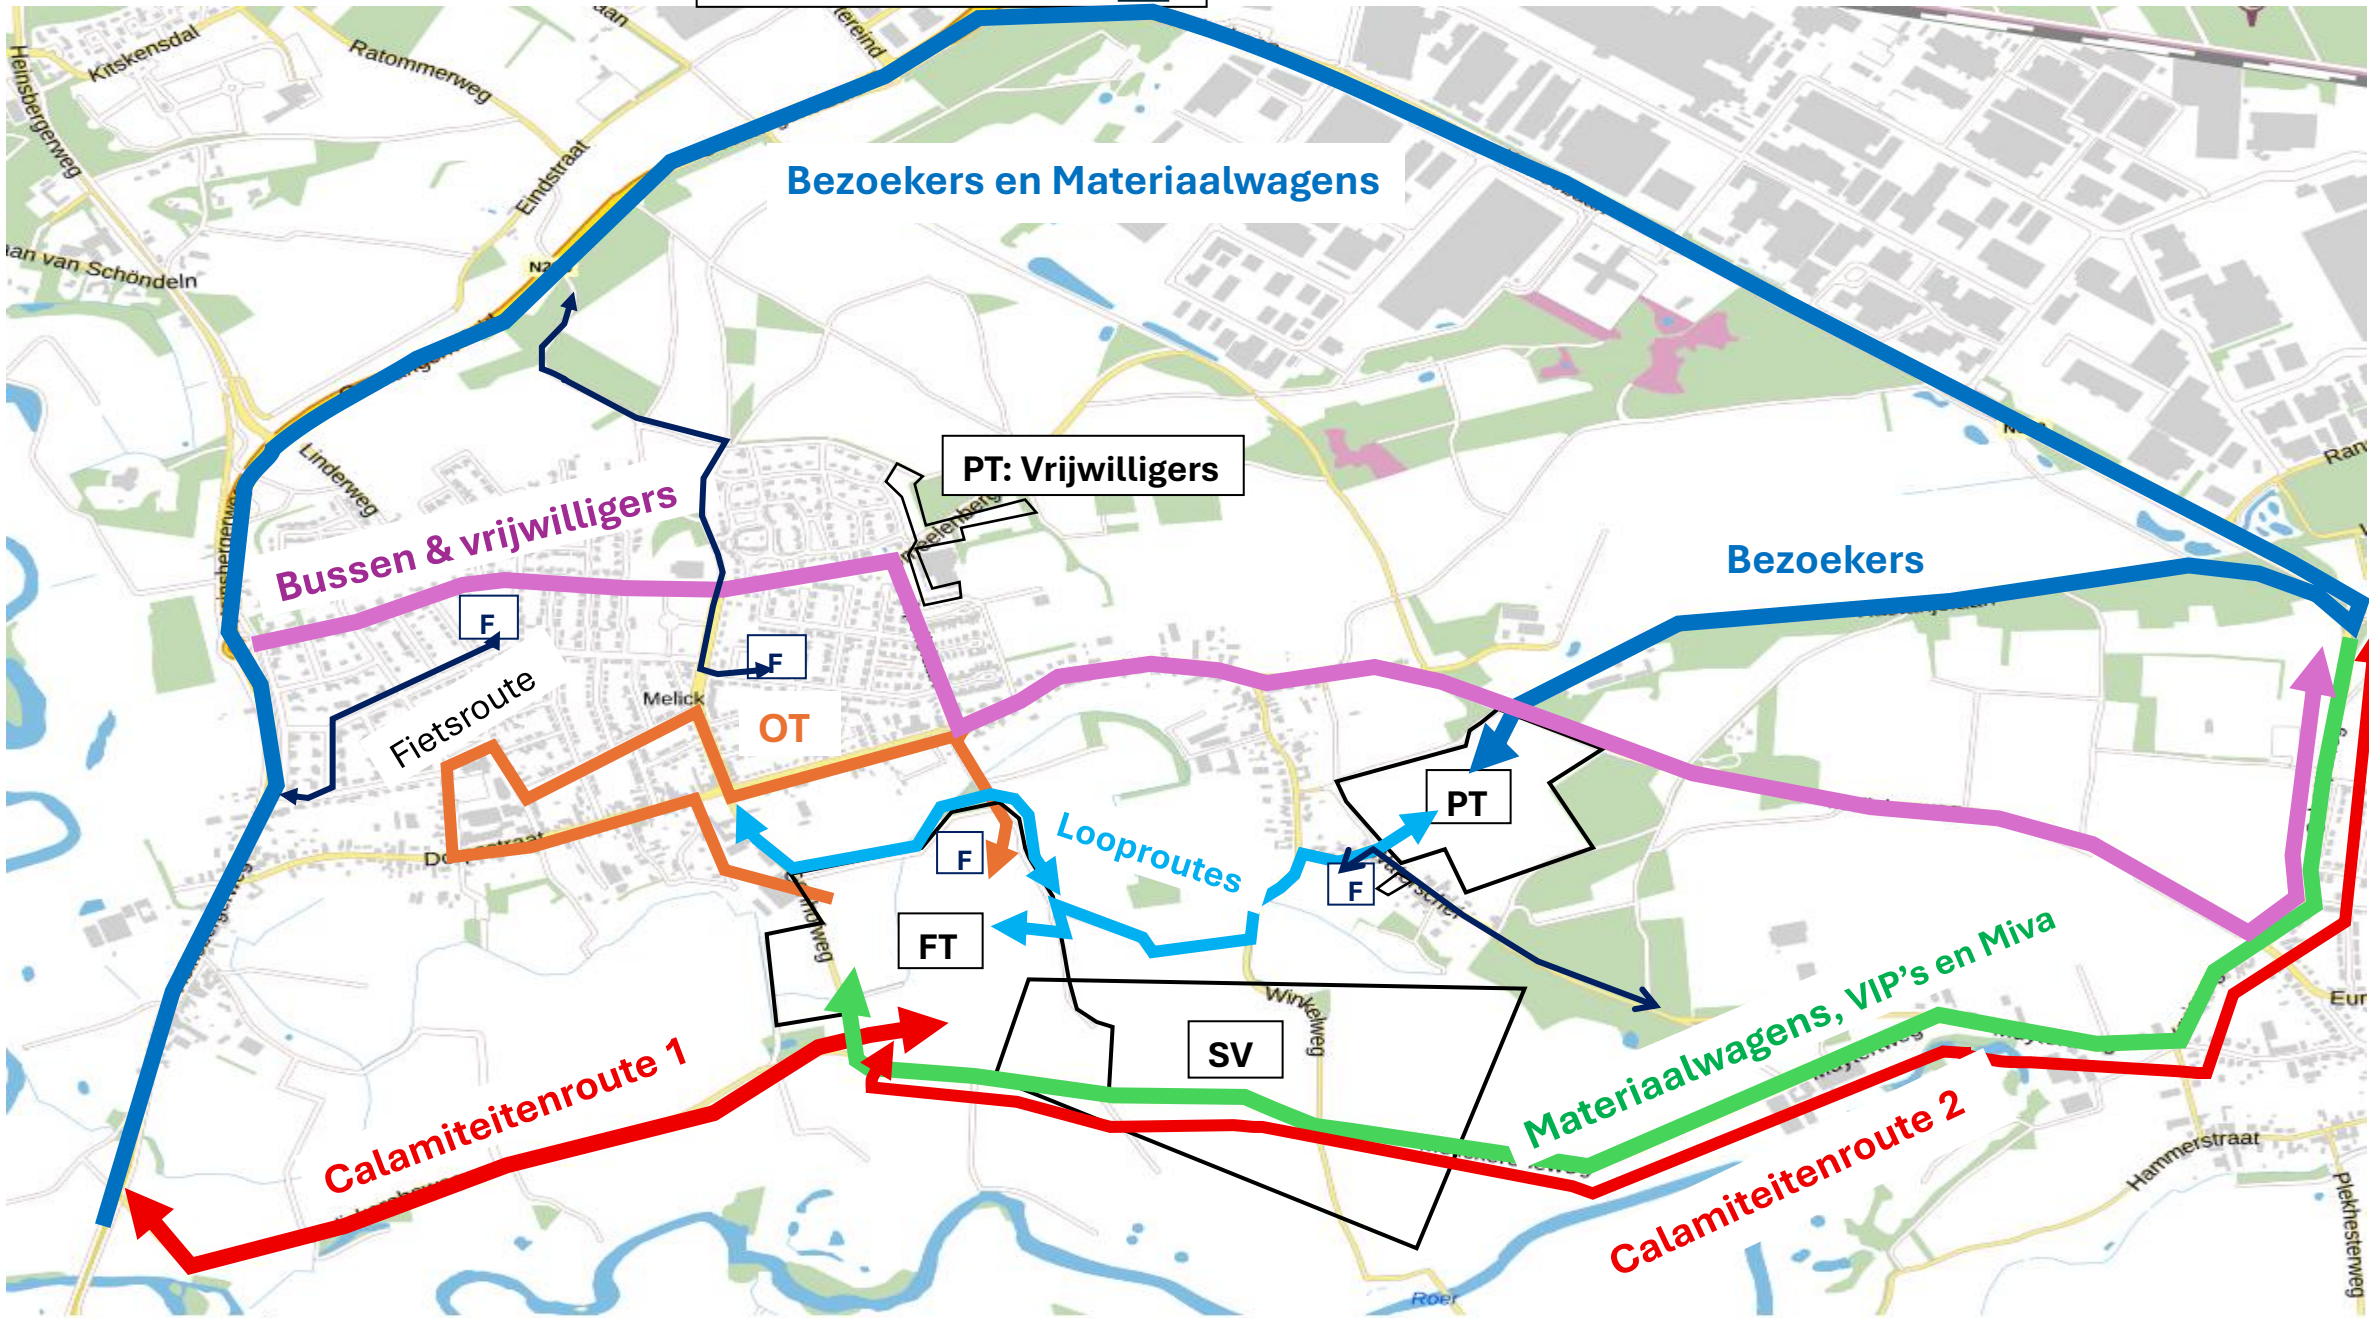 Kitskensdal
Ratommerweg
Heinsbergerweg
Eindstraat
Bezoekers en Materiaalwagens
Linderweg
PT: Vrijwilligers
Bussen & vrijwilligers
Bezoekers
F
F
Fietsroute
Melick
OT
PT
Looproutes
F
F
FT
Winkelweg
SV
Materiaalwagens, VIP's en Miva
Calamiteitenroute 1
Calamiteitenroute 2
Hammerstraat
Plekhesterweg
Roer